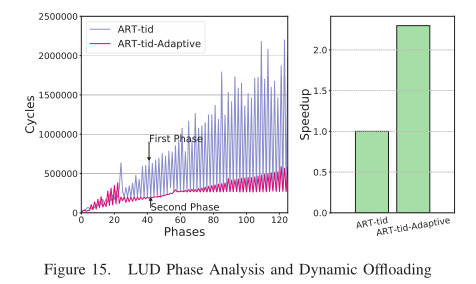 2500000
2000000
1500000
1000000
500000
0
Cycles
ART-tid
ART-tid-Adaptive
First Phase
Second Phase
0 20 40 60 80 100 120
Phases
2.0
1.5
1.0
0.5
0.0
Speedup
ART-tid
ART-tid-Adaptive
Figure 15. LUD Phase Analysis and Dynamic Offloading